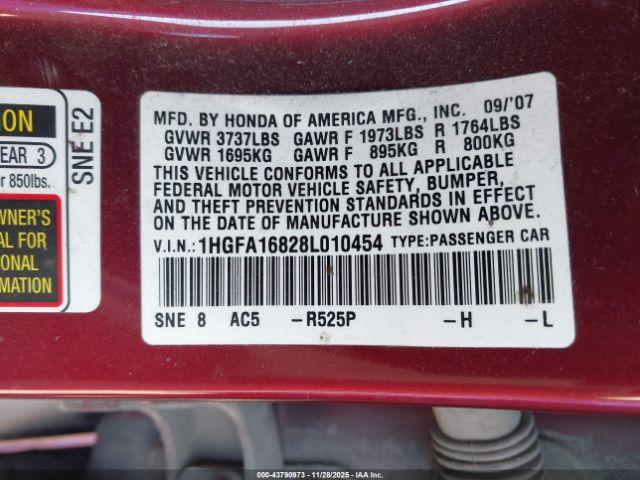 ION
EAR 3
r 850lbs.
WNER'S
AL FOR
ONAL
RMATION
SNE E2
MFD. BY HONDA OF AMERICA MFG., INC. 09/'07
GVWR 3737LBS GAWR F 1973LBS R 1764LBS
GVWR 1695KG GAWR F 895KG R 800KG
THIS VEHICLE CONFORMS TO ALL APPLICABLE
FEDERAL MOTOR VEHICLE SAFETY, BUMPER,
AND THEFT PREVENTION STANDARDS IN EFFECT
ON THE DATE OF MANUFACTURE SHOWN ABOVE.
V.I.N.:1HGFA16828L010454 TYPE:PASSENGER CAR
SNE 8 AC5 -R525P -H -L
000-43790973 - 11/28/2025 - IAA Inc.